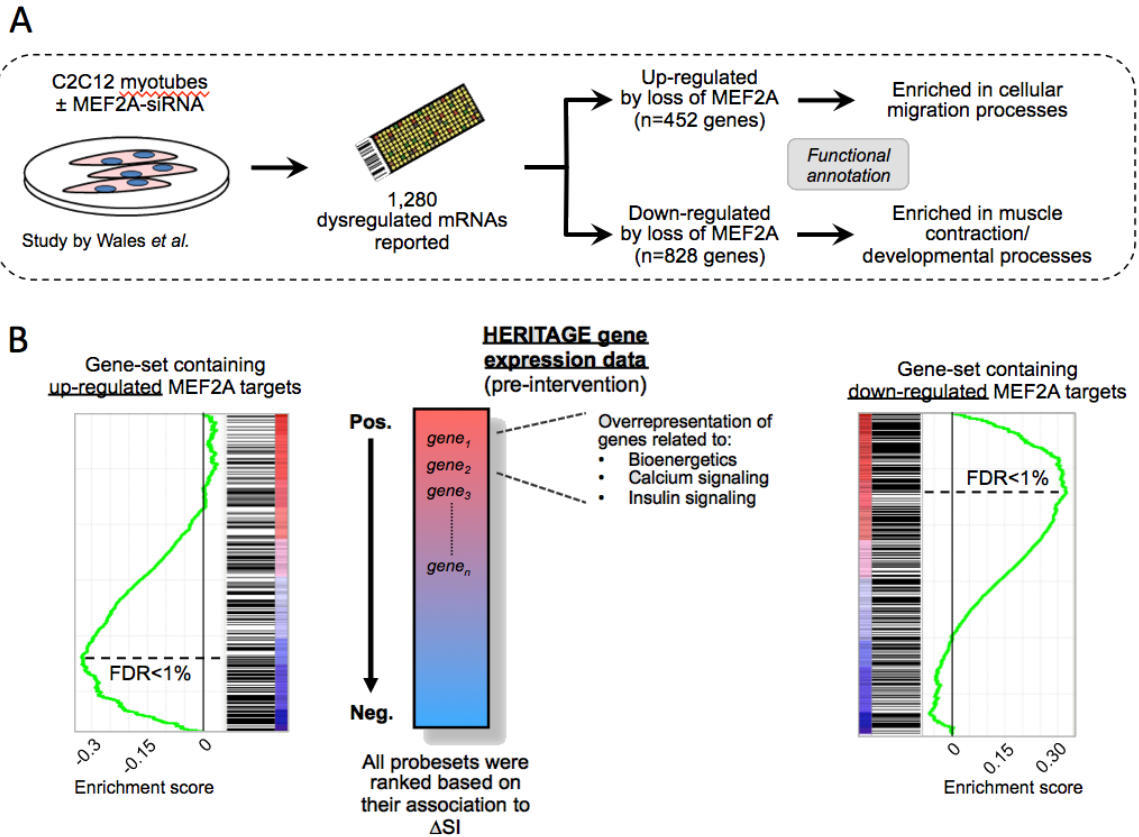 A
C2C12 myotubes
± MEF2A-siRNA
Study by Wales et al.
1,280
dysregulated mRNAs
reported
Up-regulated
by loss of MEF2A
(n=452 genes)
Enriched in cellular
migration processes
Functional
annotation
Down-regulated
by loss of MEF2A
(n=828 genes)
Enriched in muscle
contraction/
developmental processes
B
Gene-set containing
up-regulated MEF2A targets
FDR<1%
-0.3
-0.15
0
Enrichment score
HERITAGE gene
expression data
(pre-intervention)
Pos.
Neg.
gene1
gene2
gene3
genen
Overrepresentation of
genes related to:
• Bioenergetics
• Calcium signaling
• Insulin signaling
All probesets were
ranked based on
their association to
ΔSI
Gene-set containing
down-regulated MEF2A targets
FDR<1%
0
0.15
0.30
Enrichment score